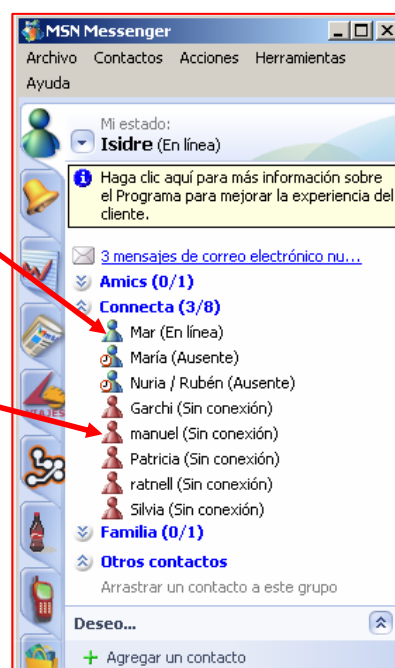 MSN Messenger
Archivo Contactos Acciones Herramientas
Ayuda
Mi estado:
Isidre (En línea)
Haga clic aquí para más información sobre
el Programa para mejorar la experiencia del
cliente.
3 mensajes de correo electrónico nu...
Amics (0/1)
Connecta (3/8)
Mar (En línea)
María (Ausente)
Nuria / Rubén (Ausente)
Garchi (Sin conexión)
manuel (Sin conexión)
Patricia (Sin conexión)
ratnell (Sin conexión)
Silvia (Sin conexión)
VIAJES
Familia (0/1)
Otros contactos
Arrastrar un contacto a este grupo
Deseo...
Agregar un contacto